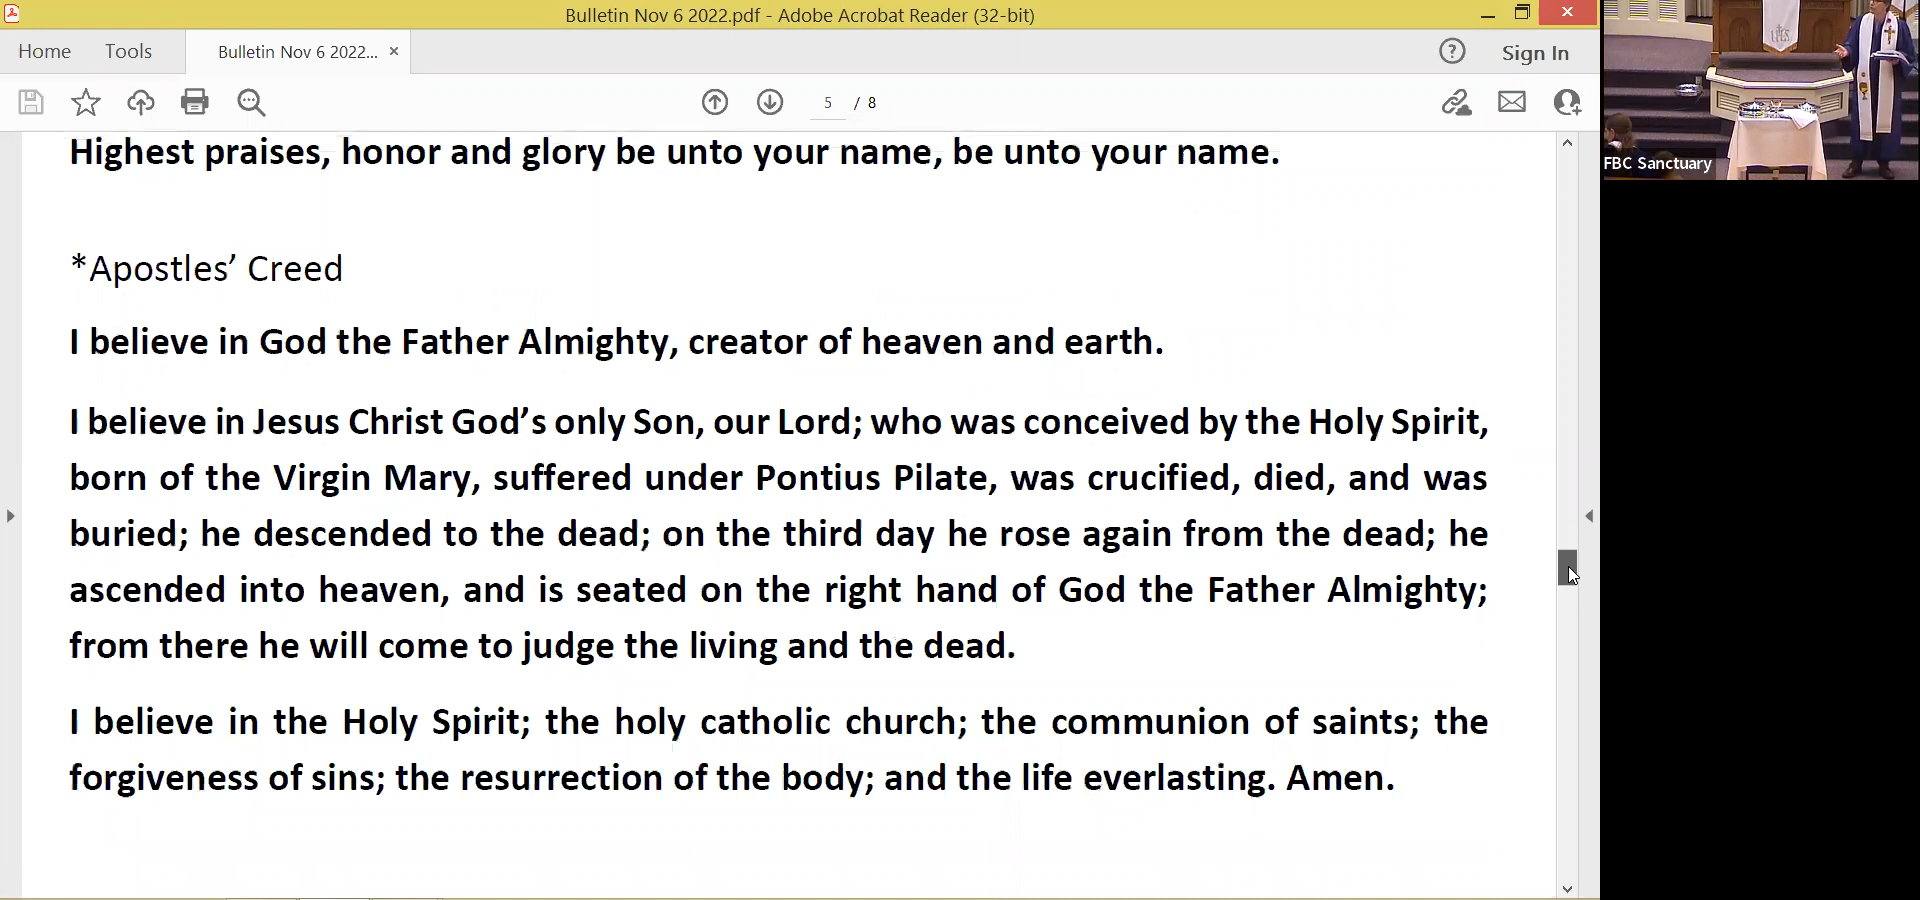 Bulletin Nov 6 2022.pdf - Adobe Acrobat Reader (32-bit)
Home Tools Bulletin Nov 6 2022... × Sign In
5 / 8
Highest praises, honor and glory be unto your name, be unto your name.
*Apostles’ Creed
I believe in God the Father Almighty, creator of heaven and earth.
I believe in Jesus Christ God’s only Son, our Lord; who was conceived by the Holy Spirit,
born of the Virgin Mary, suffered under Pontius Pilate, was crucified, died, and was
buried; he descended to the dead; on the third day he rose again from the dead; he
ascended into heaven, and is seated on the right hand of God the Father Almighty;
from there he will come to judge the living and the dead.
I believe in the Holy Spirit; the holy catholic church; the communion of saints; the
forgiveness of sins; the resurrection of the body; and the life everlasting. Amen.
FBC Sanctuary